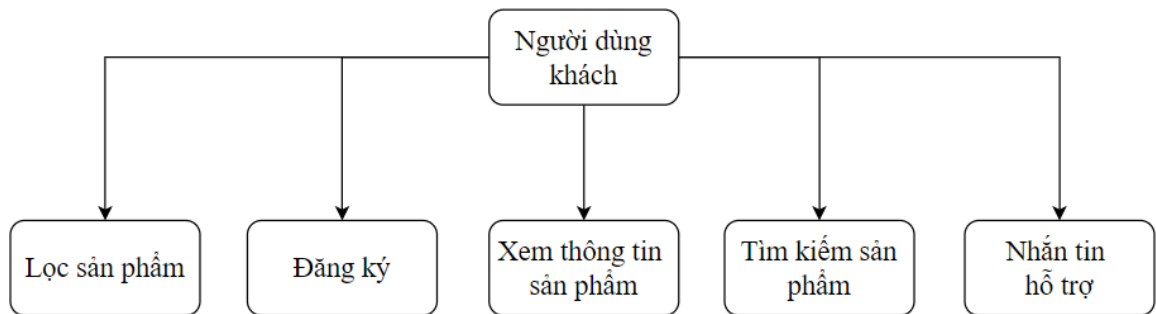 Người dùng
khách
Lọc sản phẩm
Đăng ký
Xem thông tin
sản phẩm
Tìm kiếm sản
phẩm
Nhắn tin
hỗ trợ